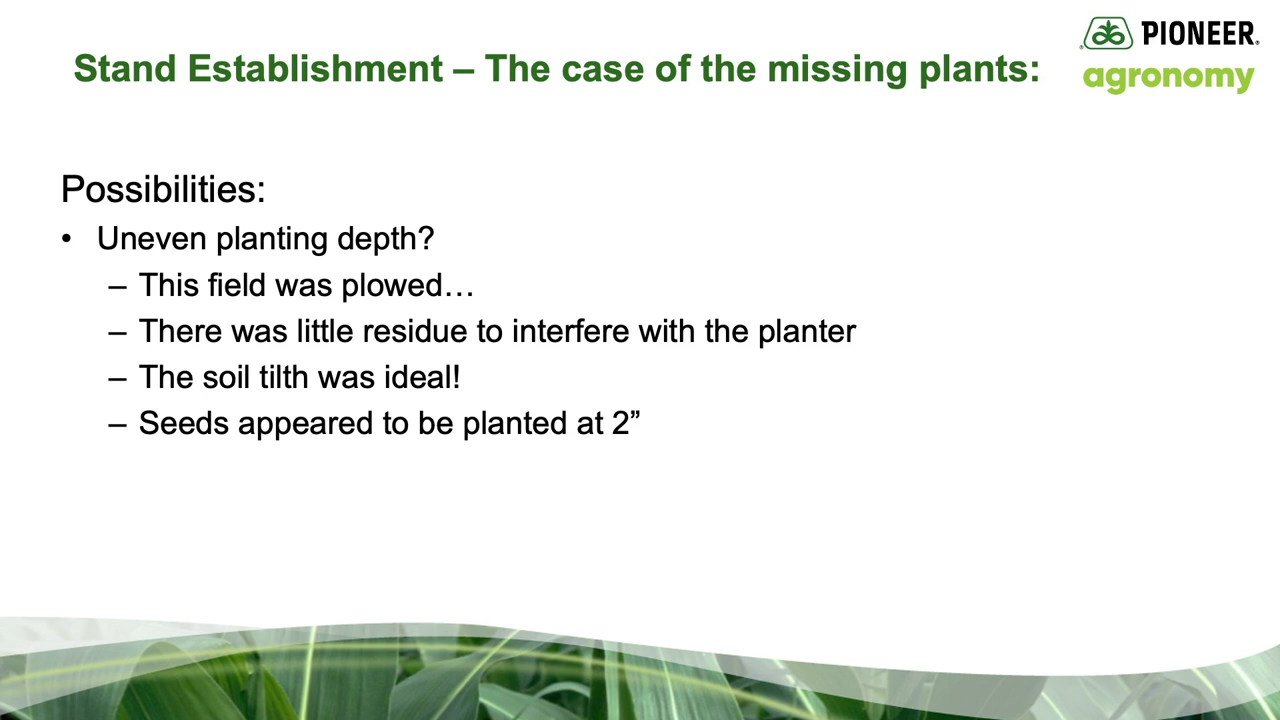 Stand Establishment – The case of the missing plants:
PIONEER®
agronomy
Possibilities:
• Uneven planting depth?
– This field was plowed…
– There was little residue to interfere with the planter
– The soil tilth was ideal!
– Seeds appeared to be planted at 2”